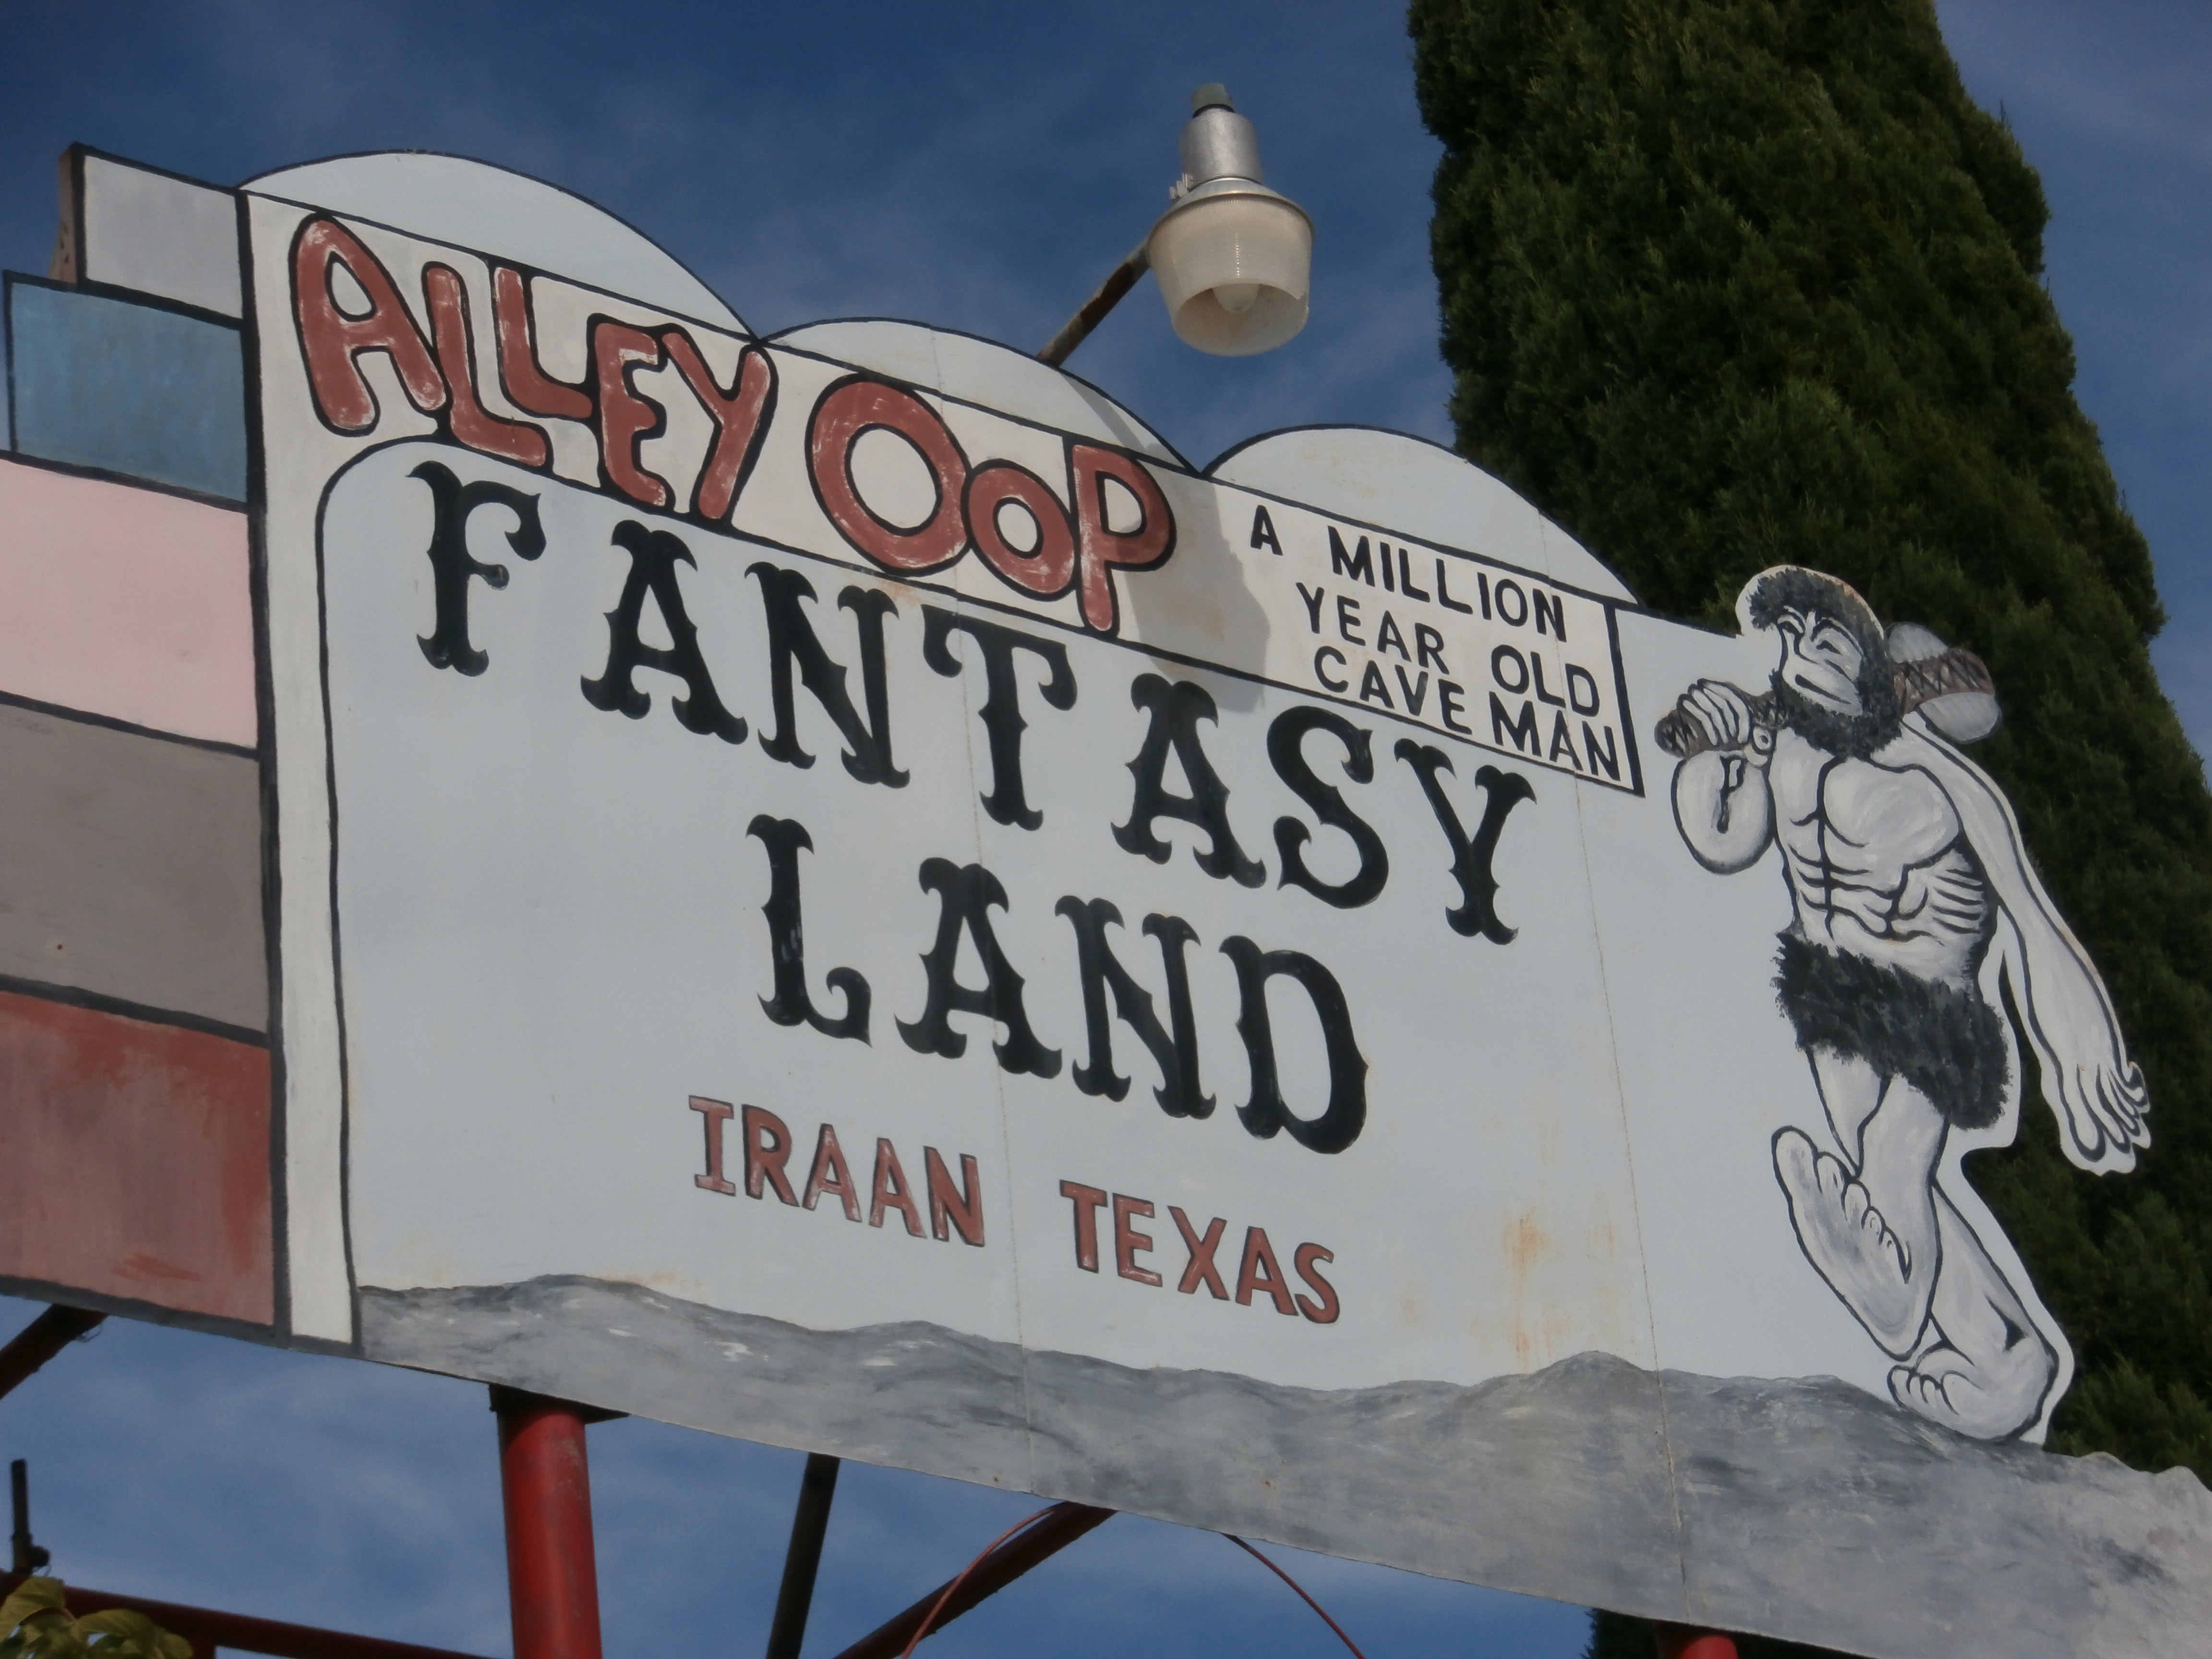 ALLEY OOP
A MILLION
YEAR OLD
CAVE MAN
FANTASY
LAND
IRAAN TEXAS